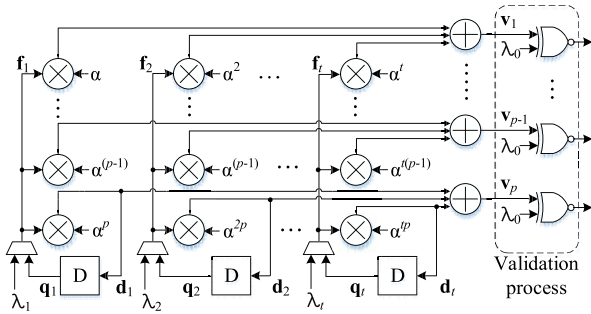 v₁
f₁ α f₂ α² ... fₜ αᵗ λ₀
vₚ₋₁
α⁽ᵖ⁻¹⁾ α⁽ᵖ⁻¹⁾ ... αᵗ⁽ᵖ⁻¹⁾ λ₀
vₚ
αᵖ α²ᵖ ... αᵗᵖ λ₀
q₁ D d₁ q₂ D d₂ qₜ D dₜ
λ₁ λ₂ λₜ
Validation
process